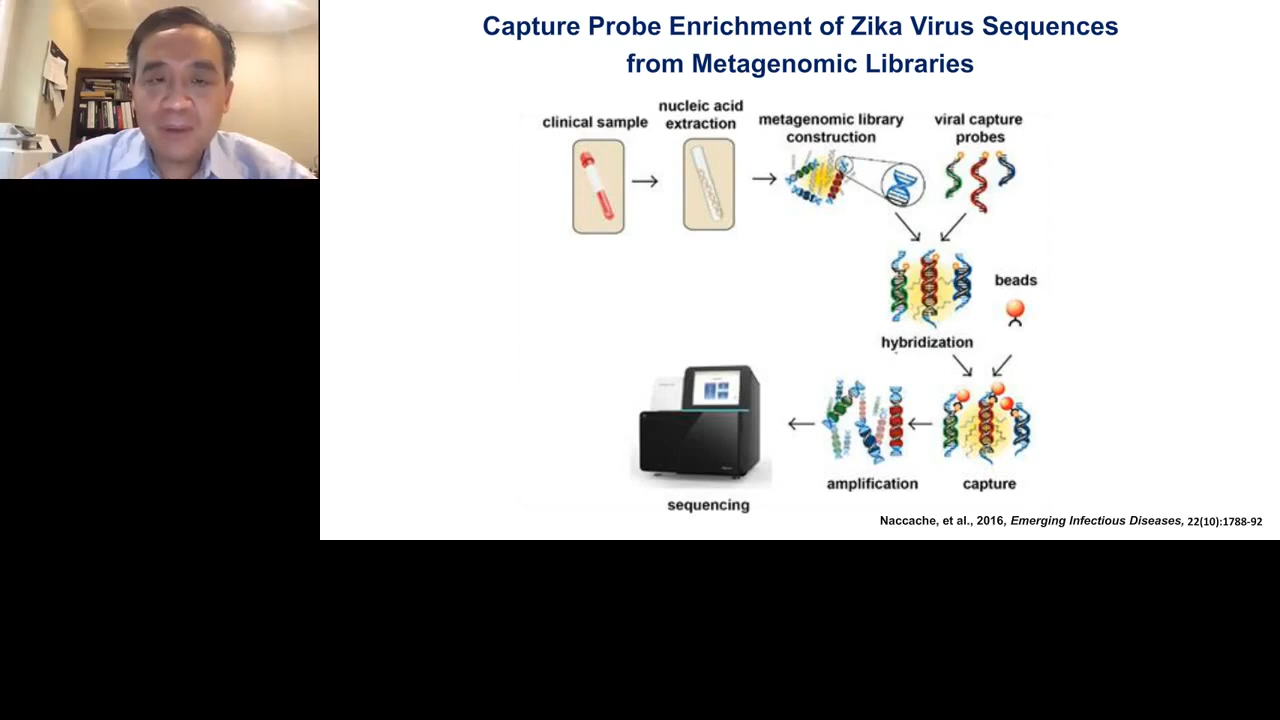 Capture Probe Enrichment of Zika Virus Sequences
from Metagenomic Libraries
clinical sample
nucleic acid
extraction
metagenomic library
construction
viral capture
probes
beads
hybridization
sequencing
amplification
capture
Naccache, et al., 2016, Emerging Infectious Diseases, 22(10):1788-92